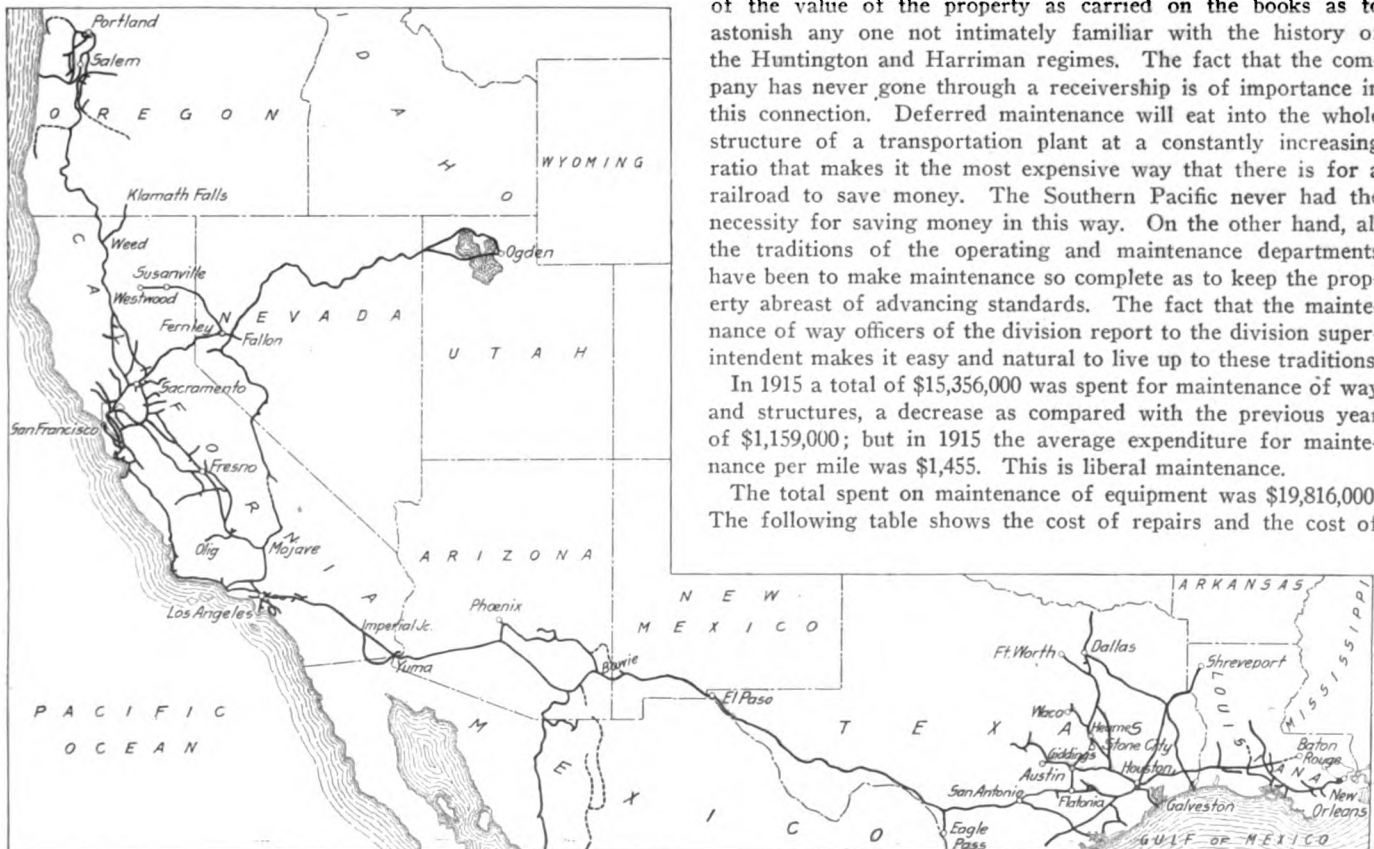 of the value of the property as carried on the books as to
astonish any one not intimately familiar with the history of
the Huntington and Harriman regimes. The fact that the com-
pany has never gone through a receivership is of importance in
this connection. Deferred maintenance will eat into the whole
structure of a transportation plant at a constantly increasing
ratio that makes it the most expensive way that there is for a
railroad to save money. The Southern Pacific never had the
necessity for saving money in this way. On the other hand, all
the traditions of the operating and maintenance departments
have been to make maintenance so complete as to keep the prop-
erty abreast of advancing standards. The fact that the mainte-
nance of way officers of the division report to the division super-
intendent makes it easy and natural to live up to these traditions
In 1915 a total of $15,356,000 was spent for maintenance of way
and structures, a decrease as compared with the previous year
of $1,159,000; but in 1915 the average expenditure for mainte-
nance per mile was $1,455. This is liberal maintenance.
The total spent on maintenance of equipment was $19,816,000
The following table shows the cost of repairs and the cost of
Portland
Salem
OREGON
IDAHO
WYOMING
Klamath Falls
Weed
Ogden
Susanville
Westwood
Fernley
NEVADA
Fallon
UTAH
CALIFORNIA
Sacramento
San Francisco
Fresno
Olig
Mojave
Los Angeles
ARIZONA
Phoenix
Imperial Jc.
Yuma
Bowie
NEW
MEXICO
El Paso
PACIFIC
OCEAN
MEXICO
TEXAS
Ft. Worth
Dallas
Waco
Hearne
Stone City
Giddings
Austin
Houston
San Antonio
Flatonia
Galveston
Eagle
Pass
ARKANSAS
Shreveport
LOUISIANA
MISSISSIPPI
Baton
Rouge
New
Orleans
GULF OF MEXICO